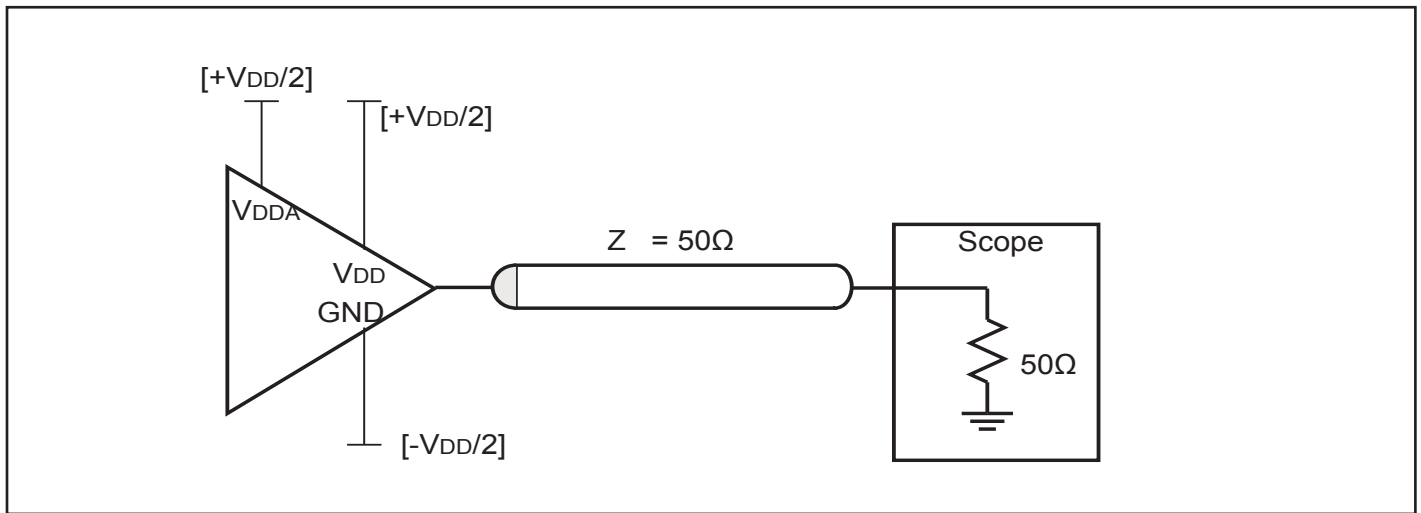 [+VDD/2]
[+VDD/2]
VDDA
Z = 50Ω
Scope
VDD
GND
50Ω
[-VDD/2]